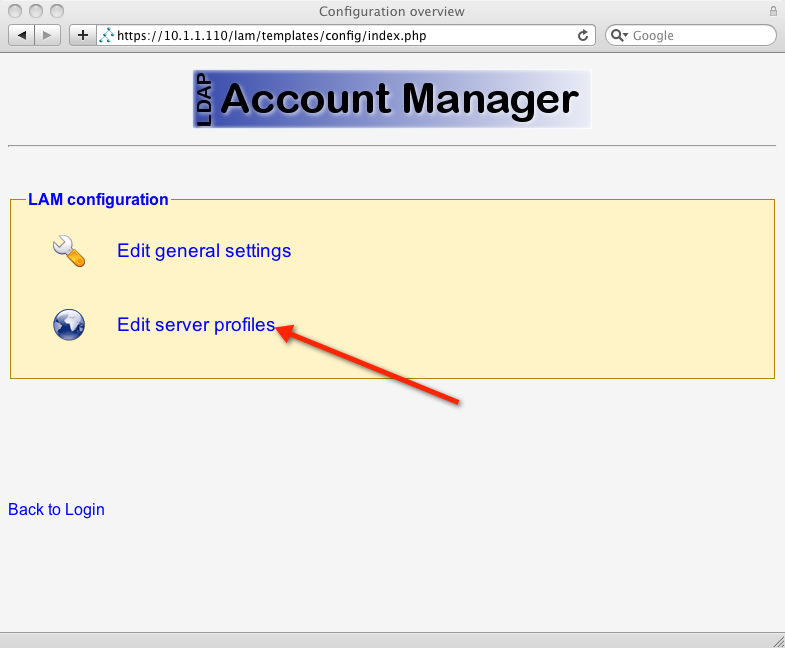 Configuration overview
https://10.1.1.110/lam/templates/config/index.php
Google
LDAP Account Manager
LAM configuration
Edit general settings
Edit server profiles
Back to Login